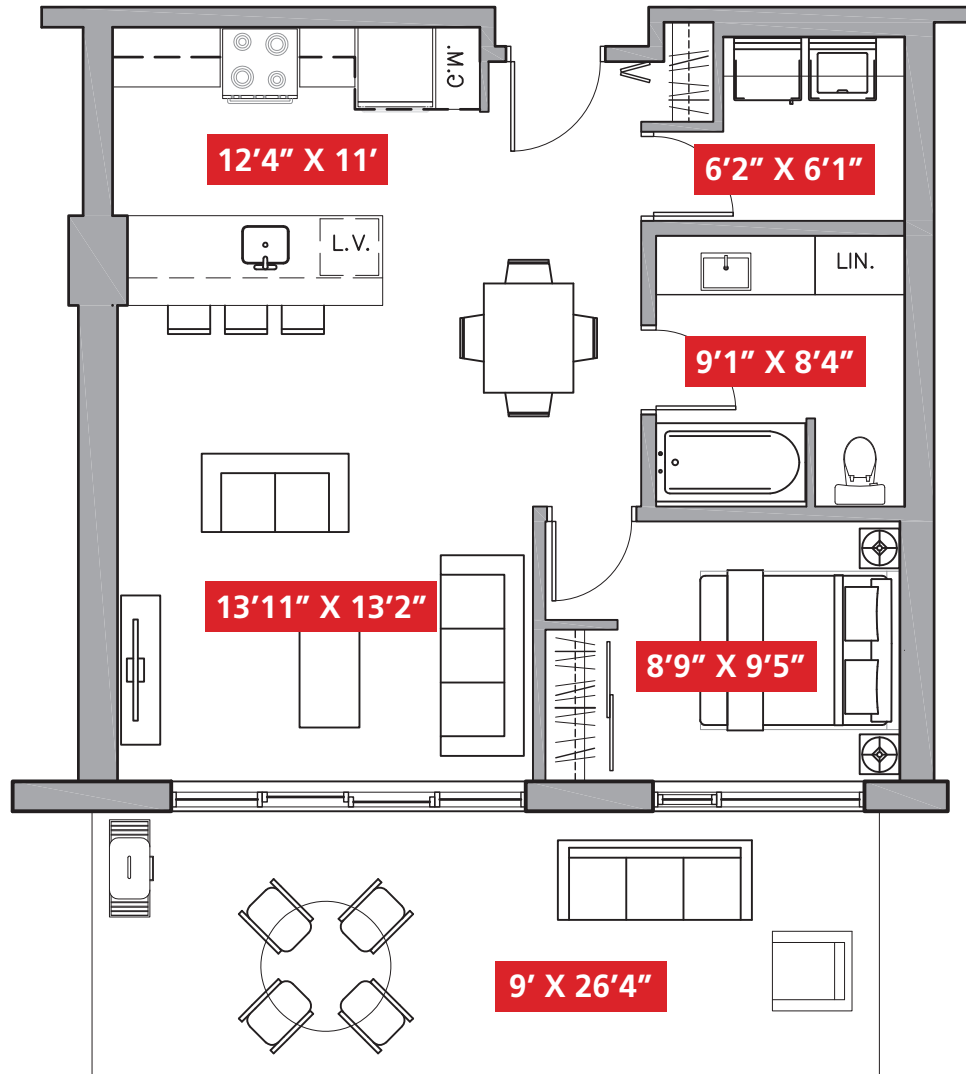 G.M.
12'4" X 11'
6'2" X 6'1"
L.V.
LIN.
9'1" X 8'4"
13'11" X 13'2"
8'9" X 9'5"
9' X 26'4"